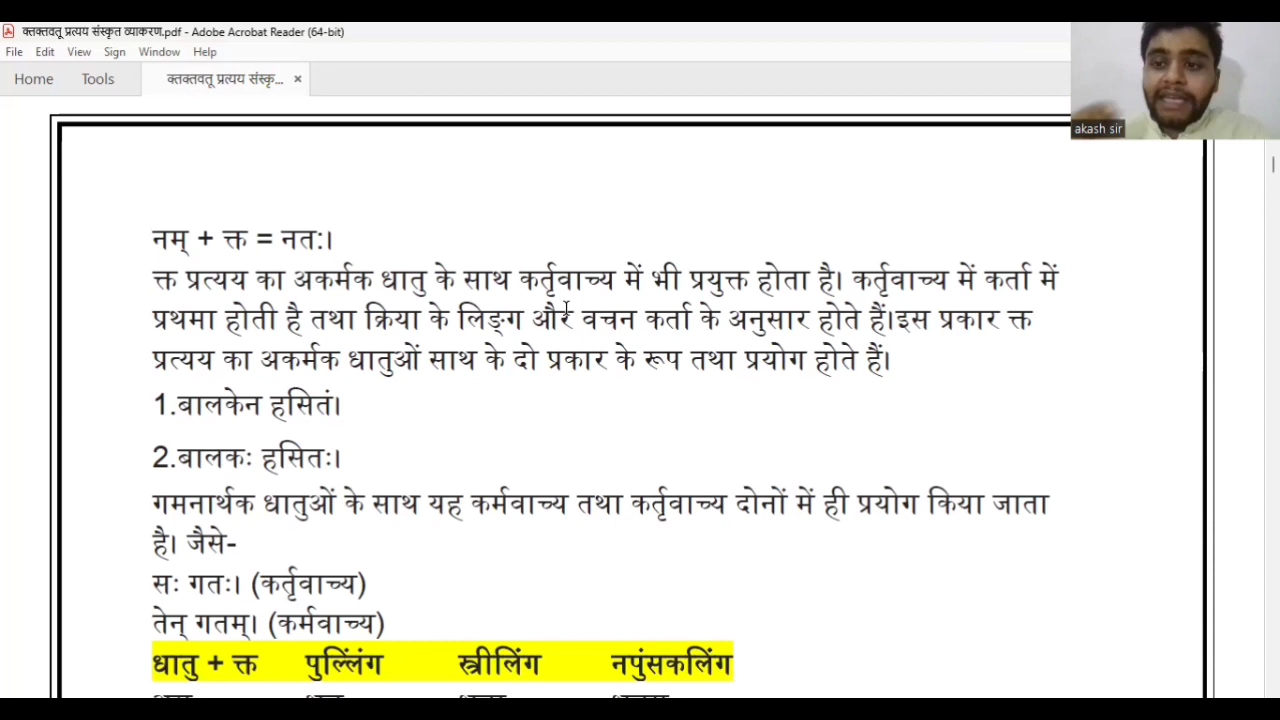 क्तक्तवतू प्रत्यय संस्कृत व्याकरण.pdf - Adobe Acrobat Reader (64-bit)
File Edit View Sign Window Help
Home Tools क्तक्तवतू प्रत्यय संस्कृ... ×
akash sir
नम् + क्त = नत:।
क्त प्रत्यय का अकर्मक धातु के साथ कर्तृवाच्य में भी प्रयुक्त होता है। कर्तृवाच्य में कर्ता में
प्रथमा होती है तथा क्रिया के लिङ्ग और वचन कर्ता के अनुसार होते हैं।इस प्रकार क्त
प्रत्यय का अकर्मक धातुओं साथ के दो प्रकार के रूप तथा प्रयोग होते हैं।
1.बालकेन हसितं।
2.बालकः हसितः।
गमनार्थक धातुओं के साथ यह कर्मवाच्य तथा कर्तृवाच्य दोनों में ही प्रयोग किया जाता
है। जैसे-
सः गतः। (कर्तृवाच्य)
तेन् गतम्। (कर्मवाच्य)
धातु + क्त पुल्लिंग स्त्रीलिंग नपुंसकलिंग